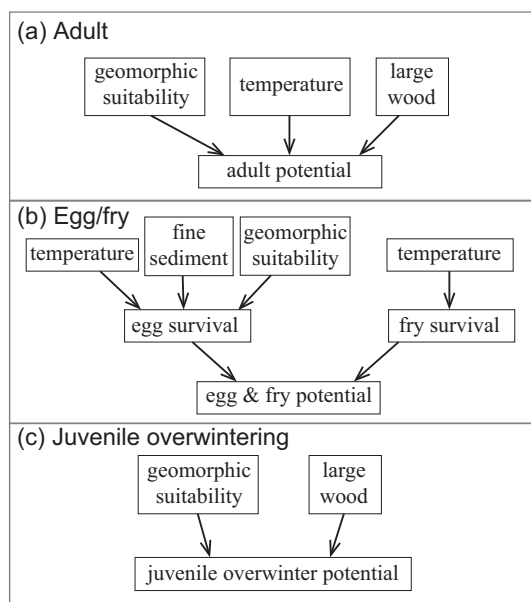 (a) Adult
geomorphic
suitability
temperature
large
wood
adult potential
(b) Egg/fry
temperature
fine
sediment
geomorphic
suitability
temperature
egg survival
fry survival
egg & fry potential
(c) Juvenile overwintering
geomorphic
suitability
large
wood
juvenile overwinter potential